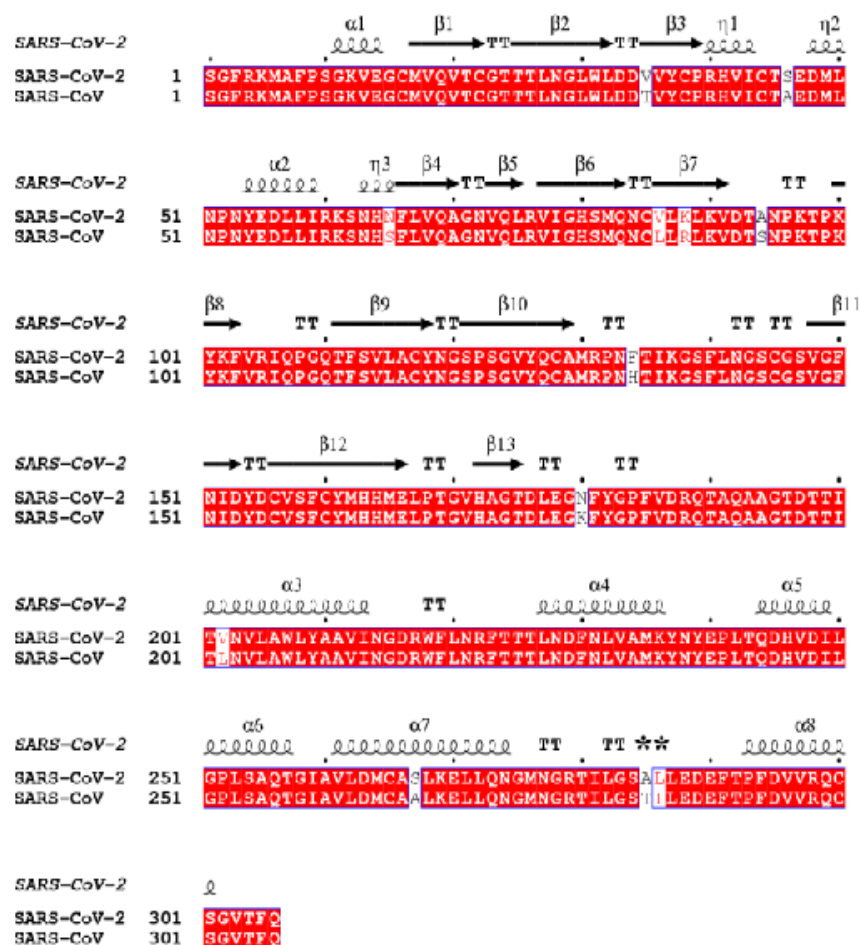 α1 β1 β2 β3 η1 η2
SARS-CoV-2 TT TT
SARS-CoV-2 1 SGFRKMAFPSGKVEGCMVQVTCGTTTLNGLWLDDVVYCPRHVICTSEDML
SARS-CoV 1 SGFRKMAFPSGKVEGCMVQVTCGTTTLNGLWLDDTVYCPRHVICTAEDML
α2 η3 β4 β5 β6 β7
SARS-CoV-2 TT TT TT
SARS-CoV-2 51 NPNYEDLLIRKSNHNFLVQAGNVQLRVIGHSMQNCVLKLKVDTANPKTPK
SARS-CoV 51 NPNYEDLLIRKSNHSFLVQAGNVQLRVIGHSMQNCLLRLKVDTSNPKTPK
β8 β9 β10 β11
SARS-CoV-2 TT TT TT TT TT
SARS-CoV-2 101 YKFVRIQPGQTFSVLACYNGSPSGVYQCAMRPNFTIKGSFLNGSCGSVGF
SARS-CoV 101 YKFVRIQPGQTFSVLACYNGSPSGVYQCAMRPNHTIKGSFLNGSCGSVGF
β12 β13
SARS-CoV-2 TT TT TT TT
SARS-CoV-2 151 NIDYDCVSFCYMHHMELPTGVHAGTDLEGNFYGPFVDRQTAQAAGTDTTI
SARS-CoV 151 NIDYDCVSFCYMHHMELPTGVHAGTDLEGKFYGPFVDRQTAQAAGTDTTI
α3 α4 α5
SARS-CoV-2 TT
SARS-CoV-2 201 TVNVLAWLYAAVINGDRWFLNRFTTTLNDFNLVAMKYNYEPLTQDHVDIL
SARS-CoV 201 TLNVLAWLYAAVINGDRWFLNRFTTTLNDFNLVAMKYNYEPLTQDHVDIL
α6 α7 α8
SARS-CoV-2 TT TT **
SARS-CoV-2 251 GPLSAQTGIAVLDMCASLKELLQNGMNGRTILGSALLEDEFTPFDVVRQC
SARS-CoV 251 GPLSAQTGIAVLDMCAALKELLQNGMNGRTILGSTILEDEFTPFDVVRQC
SARS-CoV-2
SARS-CoV-2 301 SGVTFQ
SARS-CoV 301 SGVTFQ